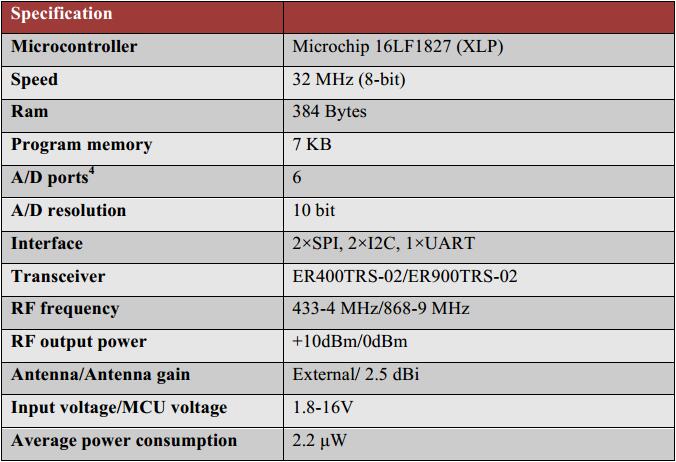 Specification
Microcontroller Microchip 16LF1827 (XLP)
Speed 32 MHz (8-bit)
Ram 384 Bytes
Program memory 7 KB
A/D ports4 6
A/D resolution 10 bit
Interface 2×SPI, 2×I2C, 1×UART
Transceiver ER400TRS-02/ER900TRS-02
RF frequency 433-4 MHz/868-9 MHz
RF output power +10dBm/0dBm
Antenna/Antenna gain External/ 2.5 dBi
Input voltage/MCU voltage 1.8-16V
Average power consumption 2.2 µW